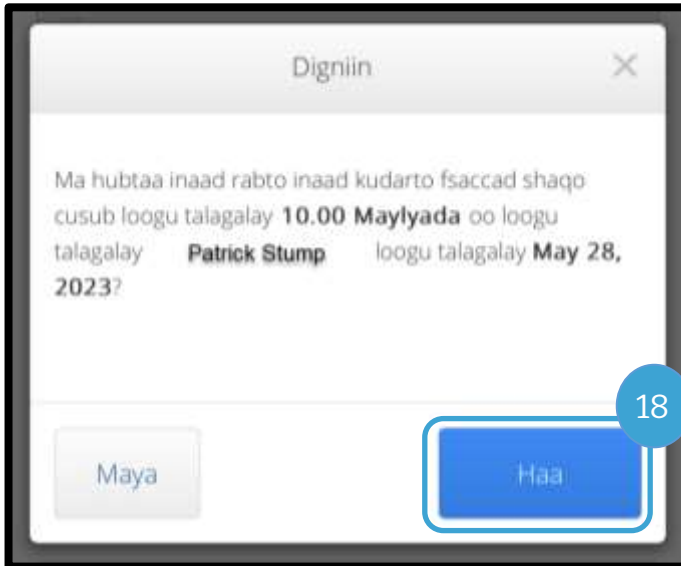 Digniin
Ma hubtaa inaad rabto inaad kudarto fsaccad shaqo
cusub loogu talagalay 10.00 Maylyada oo loogu
talagalay Patrick Stump loogu talagalay May 28,
2023?
18
Maya
Haa